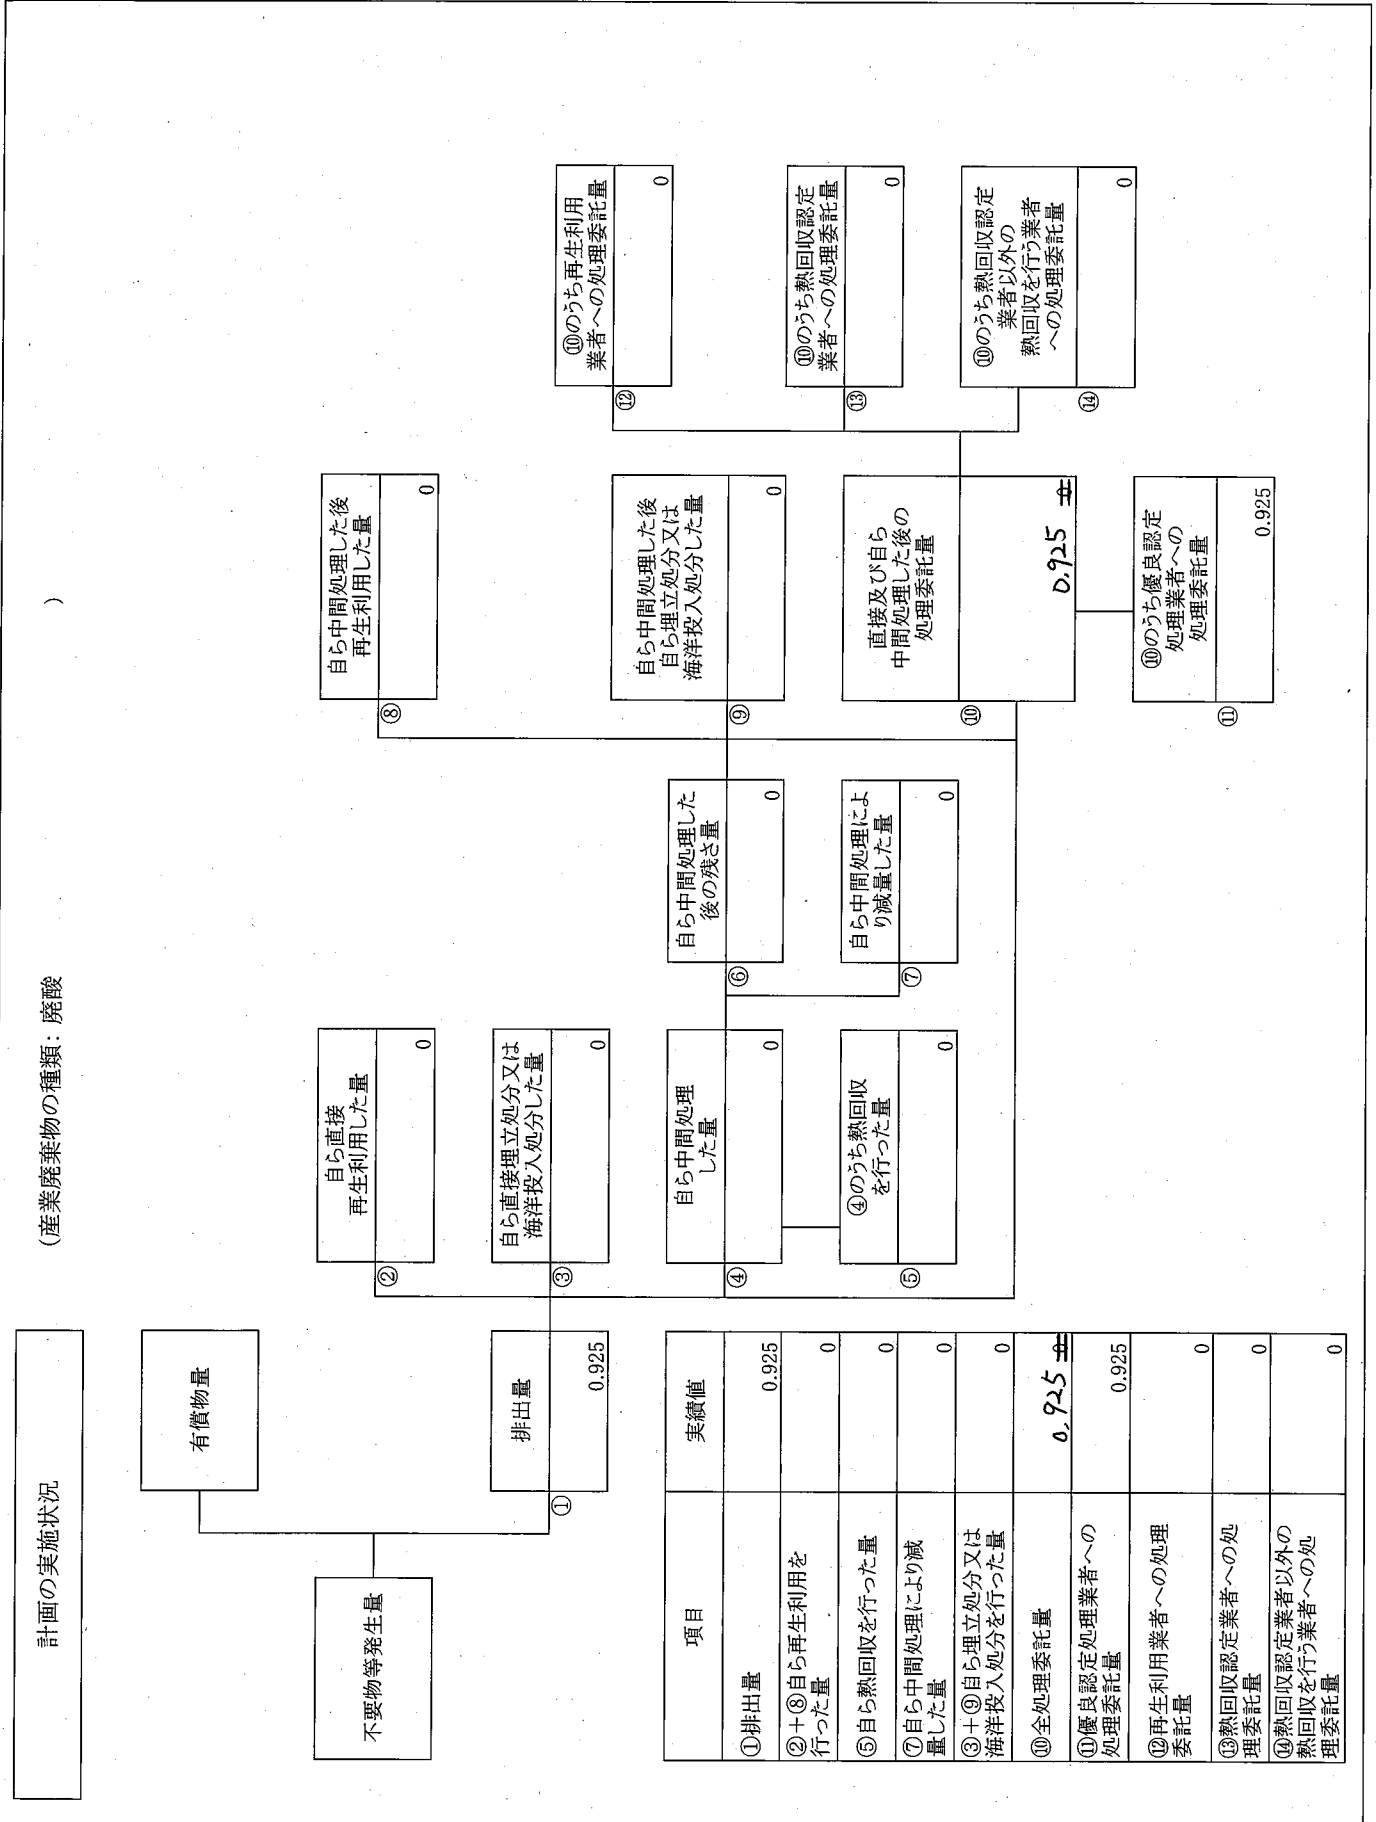 計画の実施状況
(産業廃棄物の種類：廃酸
)
不要物等発生量
有償物量
①
排出量
0.925
②
自ら直接
再生利用した量
0
③
自ら直接埋立処分又は
海洋投入処分した量
0
④
自ら中間処理
した量
0
⑤
④のうち熱回収
を行った量
0
⑥
自ら中間処理した
後の残さ量
0
⑦
自ら中間処理によ
り減量した量
0
⑧
自ら中間処理した後
再生利用した量
0
⑨
自ら中間処理した後
自ら埋立処分又は
海洋投入処分した量
0
⑩
直接及び自ら
中間処理した後の
処理委託量
0.925 0
⑪
⑩のうち優良認定
処理業者への
処理委託量
0.925
⑫
⑩のうち再生利用
業者への処理委託量
0
⑬
⑩のうち熱回収認定
業者への処理委託量
0
⑭
⑩のうち熱回収認定
業者以外の
熱回収を行う業者
への処理委託量
0
項目 実績値
①排出量 0.925
②＋⑧自ら再生利用を
行った量 0
⑤自ら熱回収を行った量 0
⑦自ら中間処理により減
量した量 0
③＋⑨自ら埋立処分又は
海洋投入処分を行った量 0
⑩全処理委託量 0.925 0
⑪優良認定処理業者への
処理委託量 0.925
⑫再生利用業者への処理
委託量 0
⑬熱回収認定業者への処
理委託量 0
⑭熱回収認定業者以外の
熱回収を行う業者への処
理委託量 0